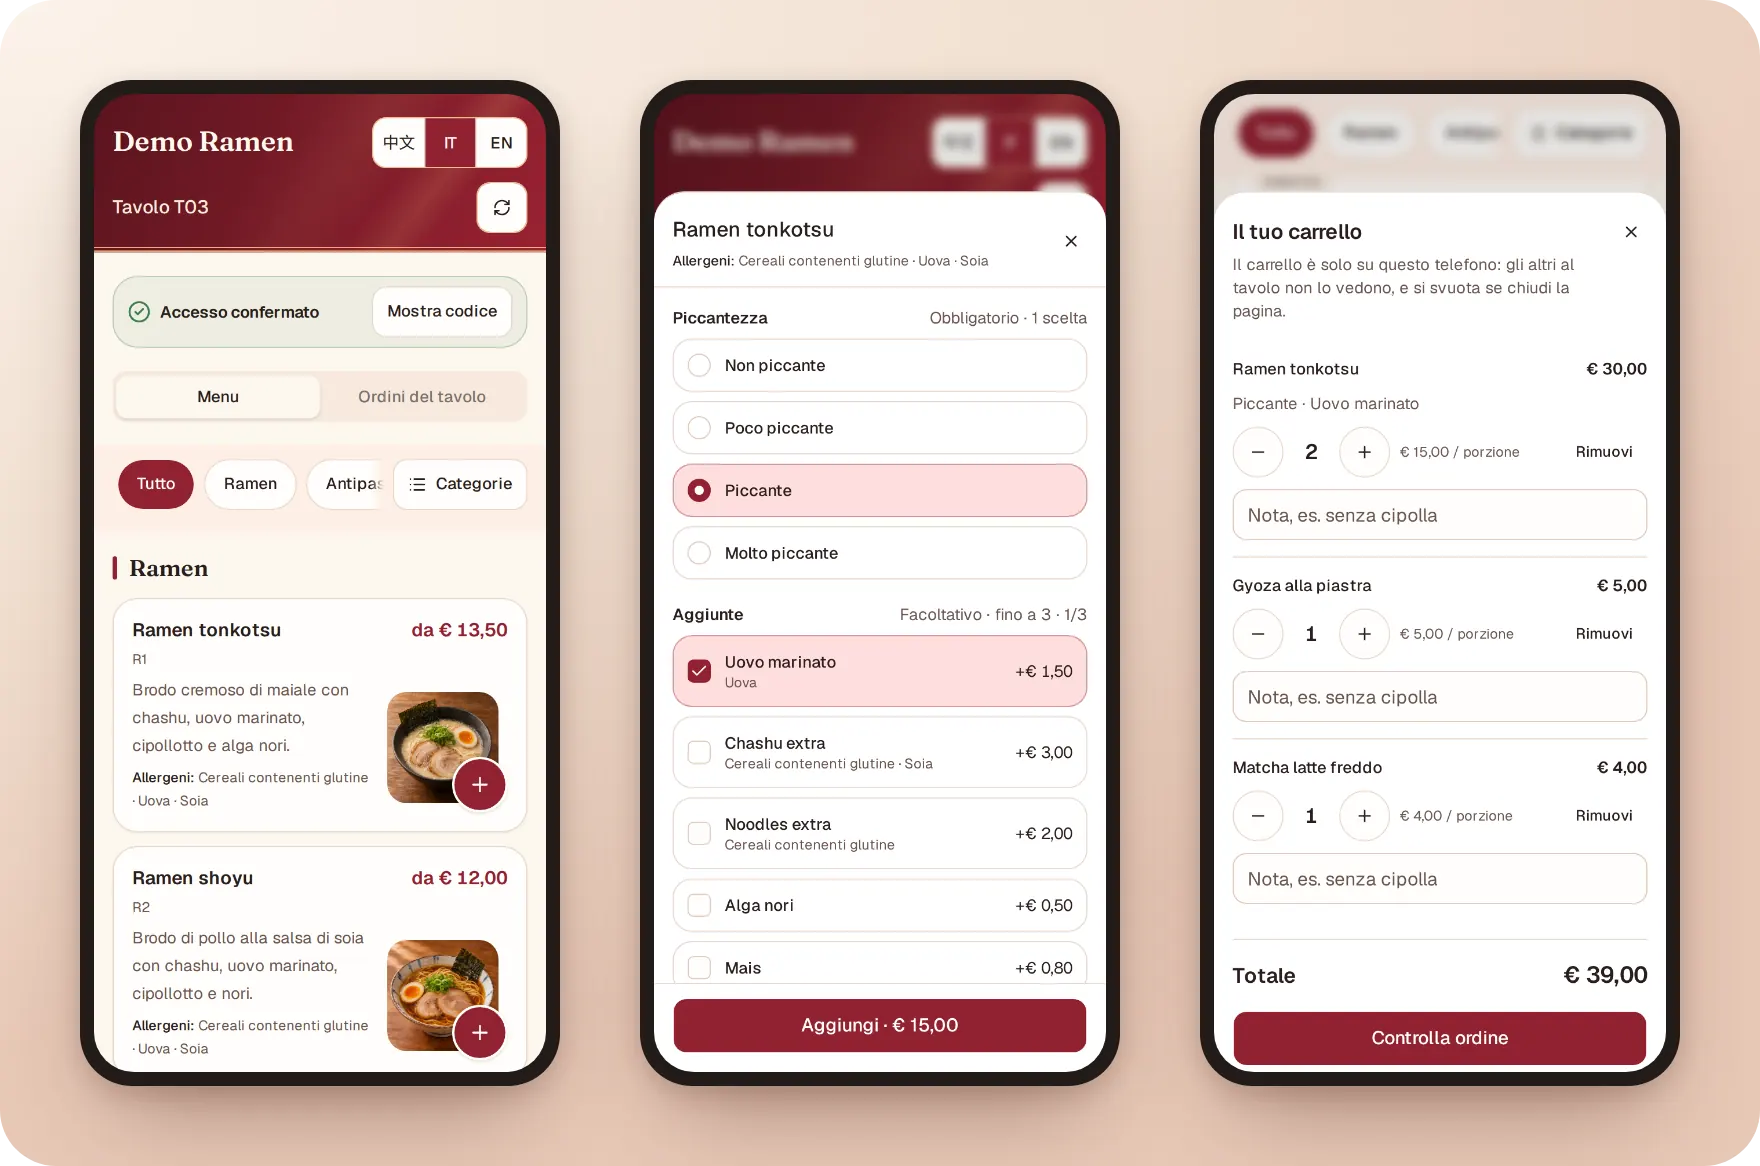 Demo Ramen
中文
IT
EN
Tavolo T03
Accesso confermato
Mostra codice
Menu
Ordini del tavolo
Tutto
Ramen
Antipas
Categorie
Ramen
Ramen tonkotsu
da € 13,50
R1
Brodo cremoso di maiale con
chashu, uovo marinato,
cipollotto e alga nori.
Allergeni: Cereali contenenti glutine
· Uova · Soia
Ramen shoyu
da € 12,00
R2
Brodo di pollo alla salsa di soia
con chashu, uovo marinato,
cipollotto e nori.
Allergeni: Cereali contenenti glutine
· Uova · Soia
Demo Ramen
EN
Ramen tonkotsu
Allergeni: Cereali contenenti glutine · Uova · Soia
Piccantezza
Obbligatorio · 1 scelta
Non piccante
Poco piccante
Piccante
Molto piccante
Aggiunte
Facoltativo · fino a 3 · 1/3
Uovo marinato
Uova
+€ 1,50
Chashu extra
Cereali contenenti glutine · Soia
+€ 3,00
Noodles extra
Cereali contenenti glutine
+€ 2,00
Alga nori
+€ 0,50
Mais
+€ 0,80
Aggiungi · € 15,00
Tutto
Ramen
Categorie
Il tuo carrello
Il carrello è solo su questo telefono: gli altri al
tavolo non lo vedono, e si svuota se chiudi la
pagina.
Ramen tonkotsu
€ 30,00
Piccante · Uovo marinato
2
€ 15,00 / porzione
Rimuovi
Nota, es. senza cipolla
Gyoza alla piastra
€ 5,00
1
€ 5,00 / porzione
Rimuovi
Nota, es. senza cipolla
Matcha latte freddo
€ 4,00
1
€ 4,00 / porzione
Rimuovi
Nota, es. senza cipolla
Totale
€ 39,00
Controlla ordine